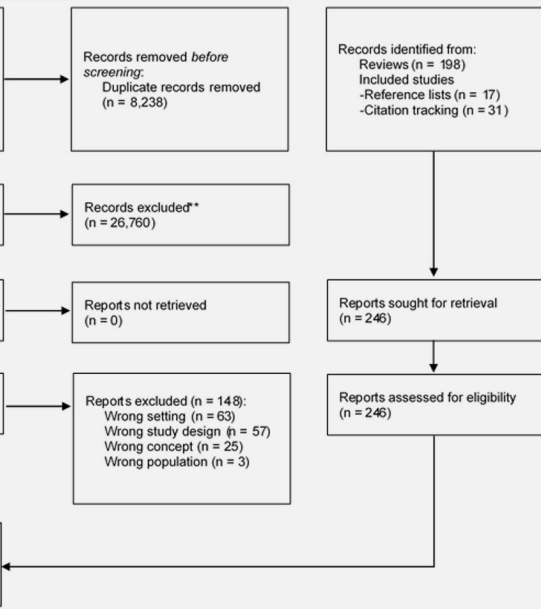 Records removed before
screening:
Duplicate records removed
(n = 8,238)
Records identified from:
Reviews (n = 198)
Included studies
-Reference lists (n = 17)
-Citation tracking (n = 31)
Records excluded**
(n = 26,760)
Reports not retrieved
(n = 0)
Reports sought for retrieval
(n = 246)
Reports excluded (n = 148):
Wrong setting (n = 63)
Wrong study design (n = 57)
Wrong concept (n = 25)
Wrong population (n = 3)
Reports assessed for eligibility
(n = 246)